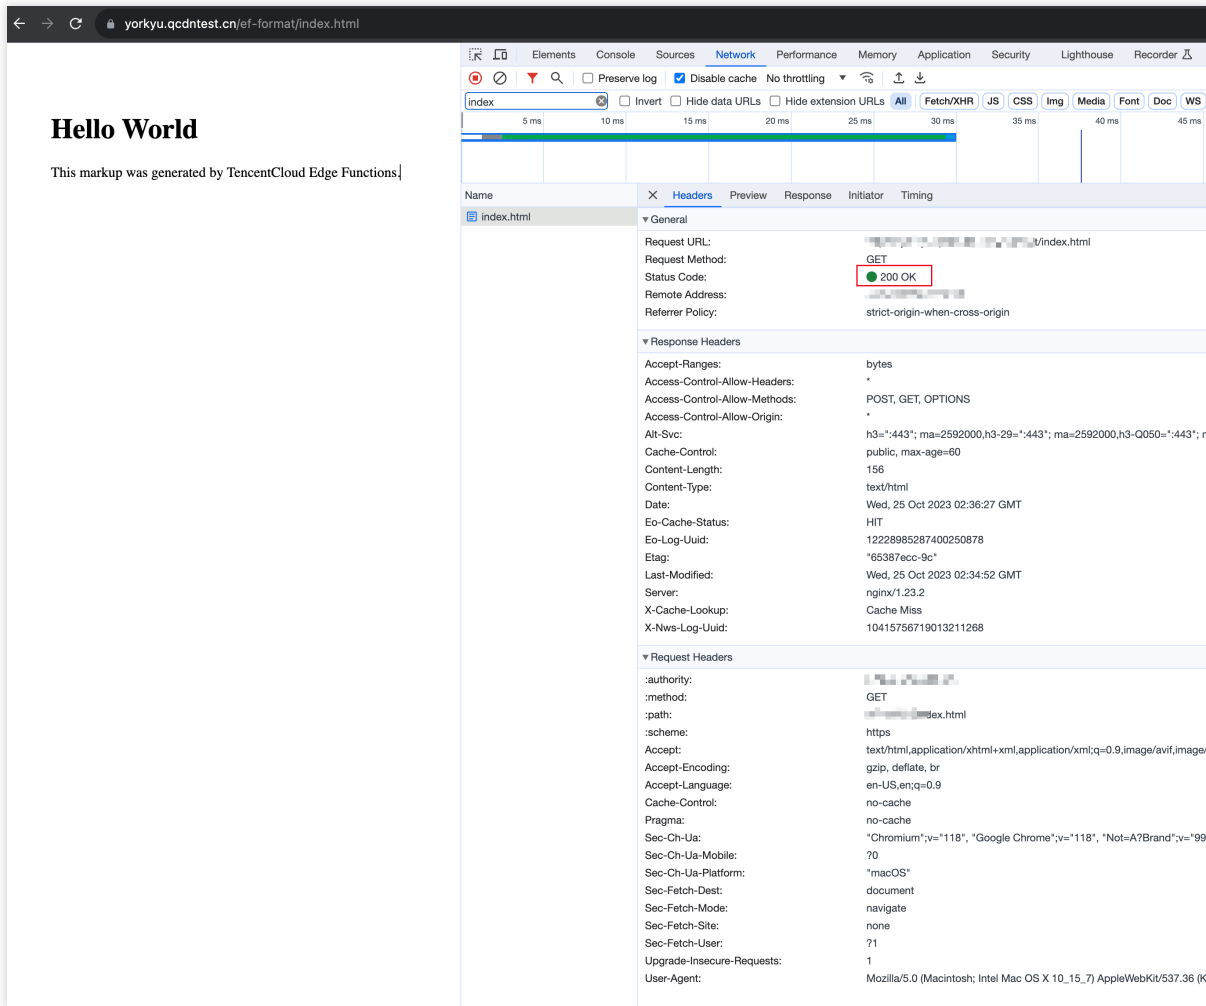 yorkyu.qcdntest.cn/ef-format/index.html
Hello World
This markup was generated by TencentCloud Edge Functions.
Elements Console Sources Network Performance Memory Application Security Lighthouse Recorder
Preserve log Disable cache No throttling
index Invert Hide data URLs Hide extension URLs All Fetch/XHR JS CSS Img Media Font Doc WS
5 ms 10 ms 15 ms 20 ms 25 ms 30 ms 35 ms 40 ms 45 ms
Name Headers Preview Response Initiator Timing
index.html
General
Request URL: t/index.html
Request Method: GET
Status Code: 200 OK
Remote Address:
Referrer Policy: strict-origin-when-cross-origin
Response Headers
Accept-Ranges: bytes
Access-Control-Allow-Headers: *
Access-Control-Allow-Methods: POST, GET, OPTIONS
Access-Control-Allow-Origin: *
Alt-Svc: h3=":443"; ma=2592000,h3-29=":443"; ma=2592000,h3-Q050=":443"; r
Cache-Control: public, max-age=60
Content-Length: 156
Content-Type: text/html
Date: Wed, 25 Oct 2023 02:36:27 GMT
Eo-Cache-Status: HIT
Eo-Log-Uuid: 12228985287400250878
Etag: "65387ecc-9c"
Last-Modified: Wed, 25 Oct 2023 02:34:52 GMT
Server: nginx/1.23.2
X-Cache-Lookup: Cache Miss
X-Nws-Log-Uuid: 10415756719013211268
Request Headers
:authority:
:method: GET
:path: dex.html
:scheme: https
Accept: text/html,application/xhtml+xml,application/xml;q=0.9,image/avif,image/
Accept-Encoding: gzip, deflate, br
Accept-Language: en-US,en;q=0.9
Cache-Control: no-cache
Pragma: no-cache
Sec-Ch-Ua: "Chromium";v="118", "Google Chrome";v="118", "Not=A?Brand";v="99
Sec-Ch-Ua-Mobile: ?0
Sec-Ch-Ua-Platform: "macOS"
Sec-Fetch-Dest: document
Sec-Fetch-Mode: navigate
Sec-Fetch-Site: none
Sec-Fetch-User: ?1
Upgrade-Insecure-Requests: 1
User-Agent: Mozilla/5.0 (Macintosh; Intel Mac OS X 10_15_7) AppleWebKit/537.36 (K